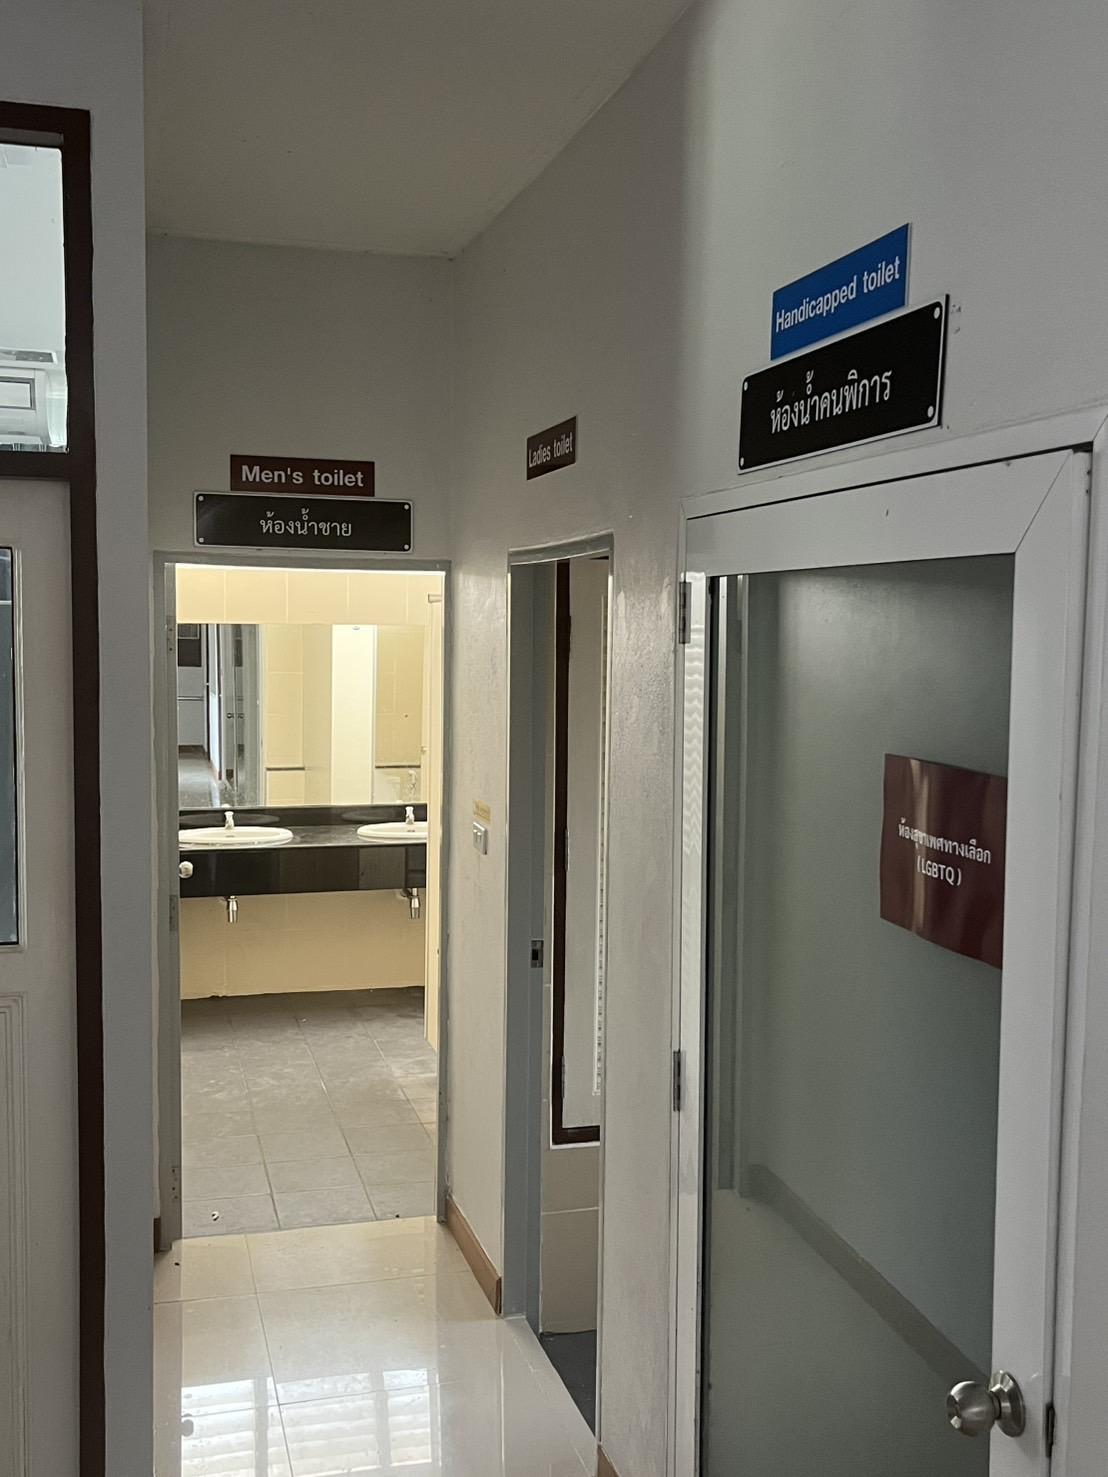 Handicapped toilet
ห้องน้ำคนพิการ
Ladies toilet
Men's toilet
ห้องน้ำชาย
ห้องสุขาเพศทางเลือก
(LGBTQ)